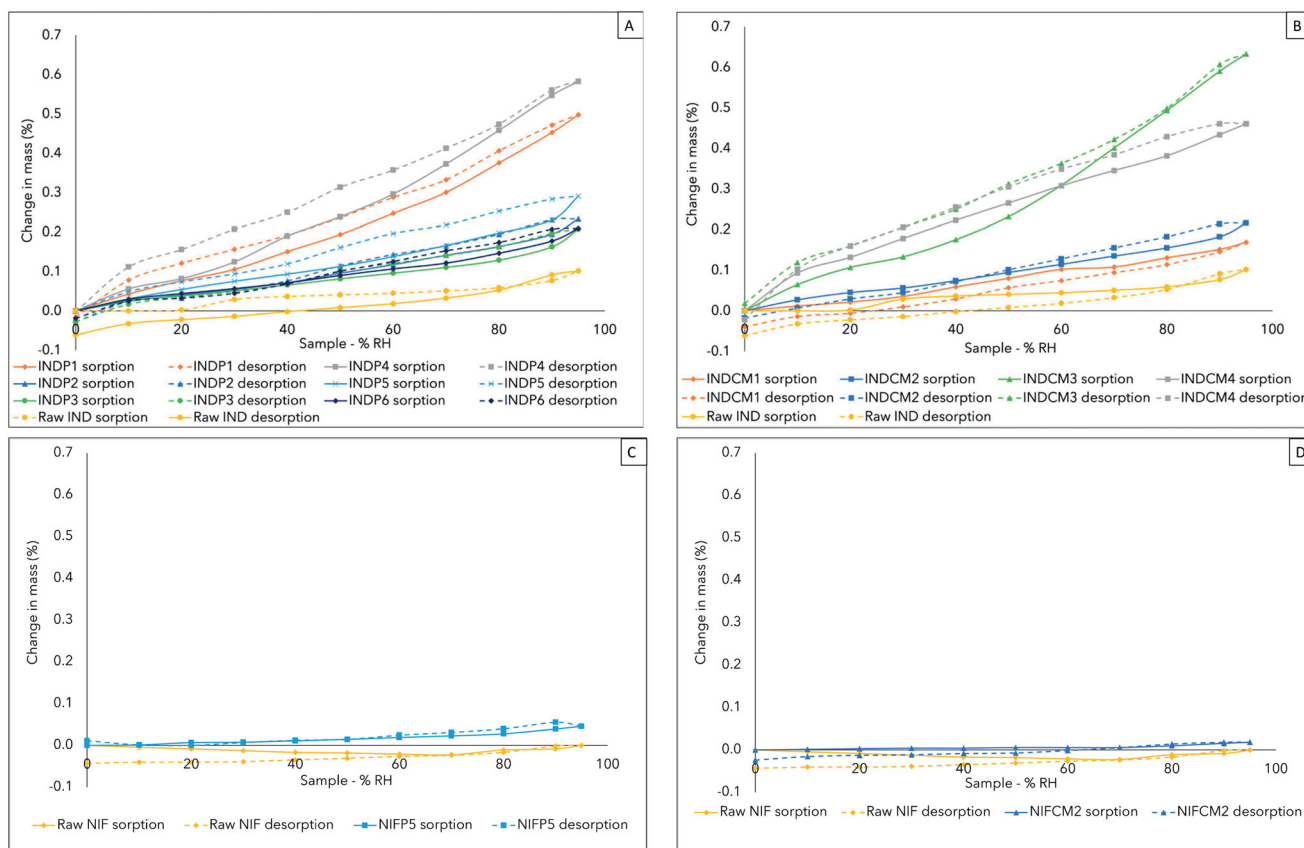 A
Change in mass (%)
0.7
0.6
0.5
0.4
0.3
0.2
0.1
0.0
-0.1
0 20 40 60 80 100
Sample - % RH
INDP1 sorption INDP1 desorption INDP4 sorption INDP4 desorption
INDP2 sorption INDP2 desorption INDP5 sorption INDP5 desorption
INDP3 sorption INDP3 desorption INDP6 sorption INDP6 desorption
Raw IND sorption Raw IND desorption
B
Change in mass (%)
0.7
0.6
0.5
0.4
0.3
0.2
0.1
0.0
-0.1
0 20 40 60 80 100
Sample - % RH
INDCM1 sorption INDCM2 sorption INDCM3 sorption INDCM4 sorption
INDCM1 desorption INDCM2 desorption INDCM3 desorption INDCM4 desorption
Raw IND sorption Raw IND desorption
C
Change in mass (%)
0.7
0.6
0.5
0.4
0.3
0.2
0.1
0.0
-0.1
0 20 40 60 80 100
Sample - % RH
Raw NIF sorption Raw NIF desorption NIFP5 sorption NIFP5 desorption
D
Change in mass (%)
0.7
0.6
0.5
0.4
0.3
0.2
0.1
0.0
-0.1
0 20 40 60 80 100
Sample - % RH
Raw NIF sorption Raw NIF desorption NIFCM2 sorption NIFCM2 desorption